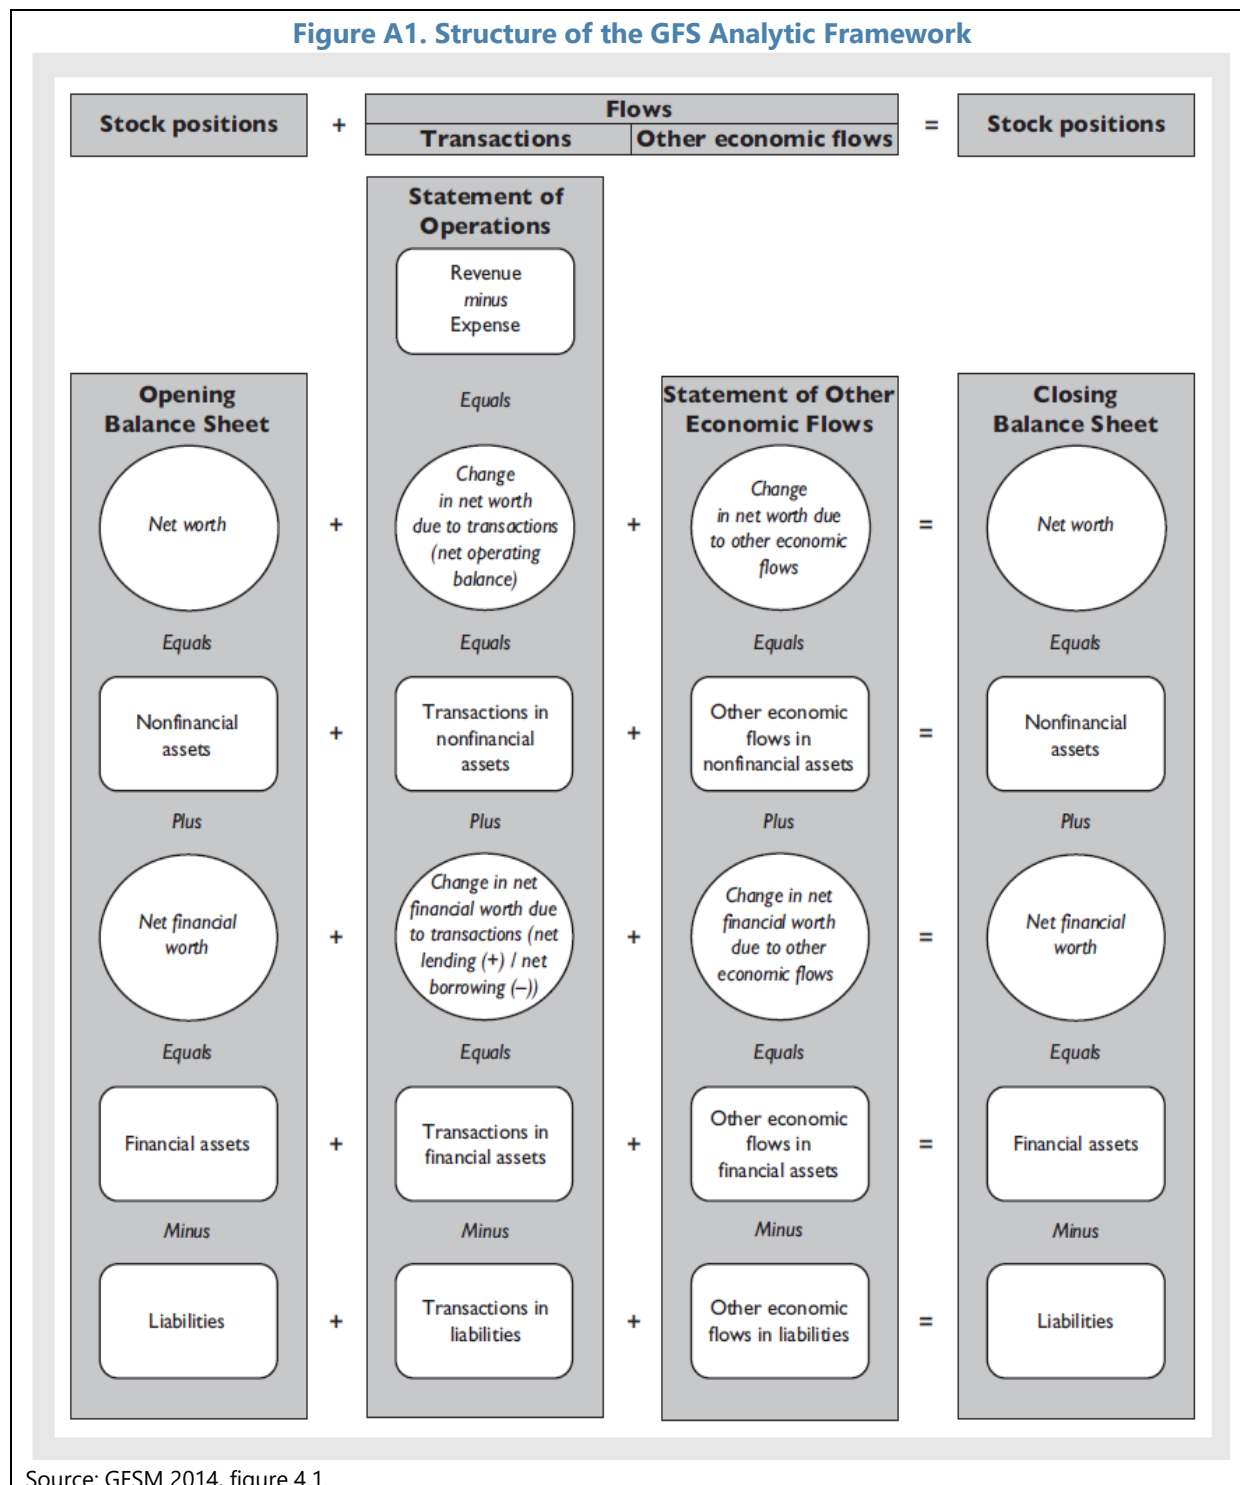 Figure A1. Structure of the GFS Analytic Framework
Stock positions
+
Flows
Transactions
Other economic flows
=
Stock positions
Statement of
Operations
Revenue
minus
Expense
Equals
Opening
Balance Sheet
Statement of Other
Economic Flows
Closing
Balance Sheet
Net worth
+
Change
in net worth
due to transactions
(net operating
balance)
+
Change
in net worth due
to other economic
flows
=
Net worth
Equals
Equals
Equals
Equals
Nonfinancial
assets
+
Transactions in
nonfinancial
assets
+
Other economic
flows in
nonfinancial assets
=
Nonfinancial
assets
Plus
Plus
Plus
Plus
Net financial
worth
+
Change in net
financial worth due
to transactions (net
lending (+) / net
borrowing (–))
+
Change in net
financial worth
due to other
economic flows
=
Net financial
worth
Equals
Equals
Equals
Equals
Financial assets
+
Transactions in
financial assets
+
Other economic
flows in
financial assets
=
Financial assets
Minus
Minus
Minus
Minus
Liabilities
+
Transactions in
liabilities
+
Other economic
flows in liabilities
=
Liabilities
Source: GFSM 2014, figure 4.1.